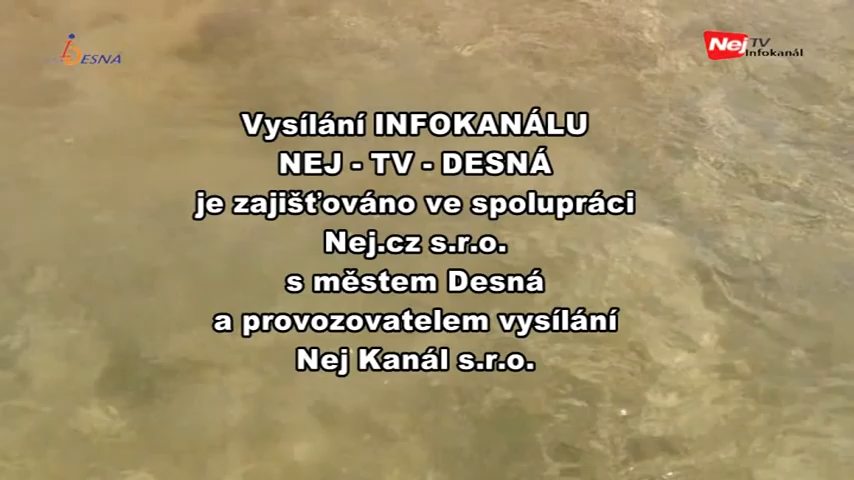 DESNÁ
Nej TV
Infokanál
Vysílání INFOKANÁLU
NEJ - TV - DESNÁ
je zajišťováno ve spolupráci
Nej.cz s.r.o.
s městem Desná
a provozovatelem vysílání
Nej Kanál s.r.o.